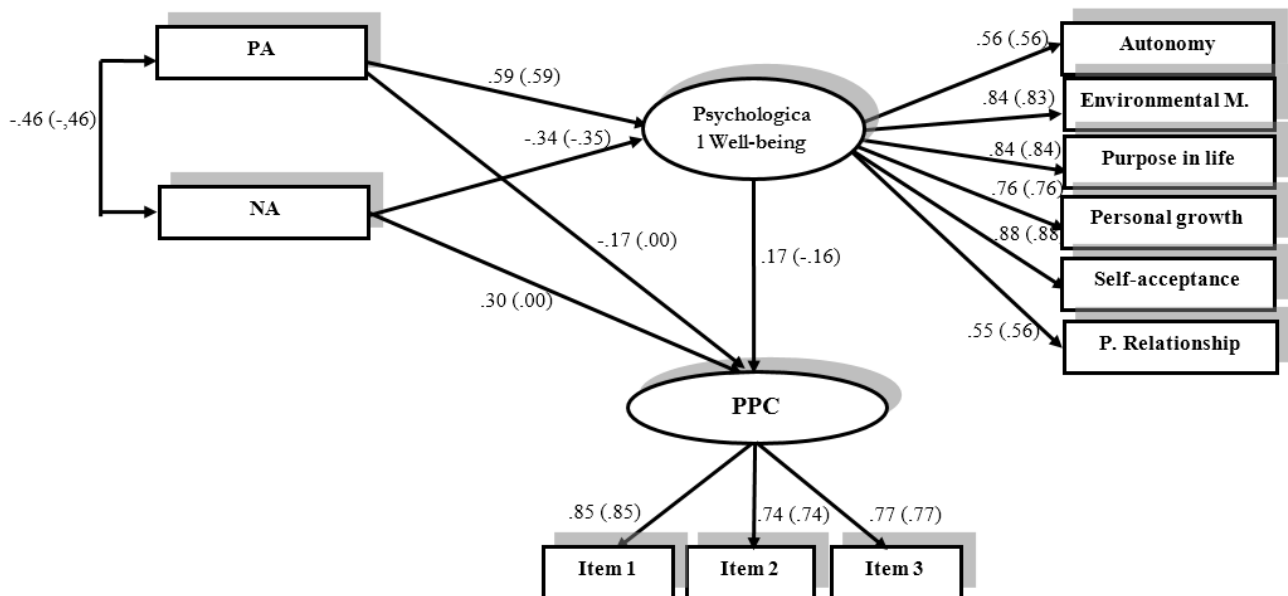 PA
.59 (.59)
-.46 (-,46)
-.34 (-.35)
NA
-.17 (.00)
.30 (.00)
Psychologica
l Well-being
.17 (-.16)
.56 (.56)
Autonomy
.84 (.83)
Environmental M.
.84 (.84)
Purpose in life
.76 (.76)
Personal growth
.88 (.88
Self-acceptance
.55 (.56)
P. Relationship
PPC
.85 (.85)
.74 (.74)
.77 (.77)
Item 1
Item 2
Item 3